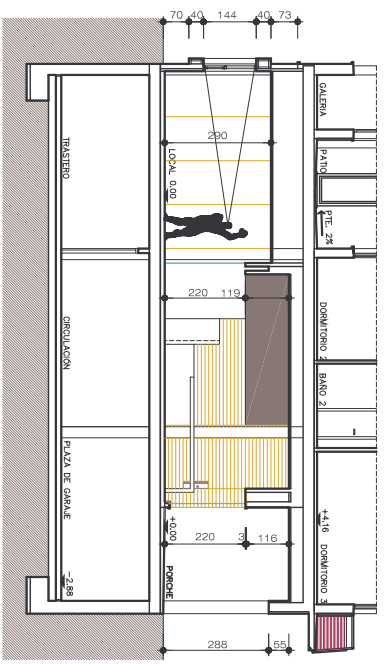 70 40 144 40 73
GALERIA
PATIO
PTE. 2%
DORMITORIO 2
BAÑO 2
+4,16
DORMITORIO 3
290
LOCAL 0.00
220 119
220 3 116
+0.00
PORCHE
288 55
TRASTERO
CIRCULACIÓN
PLAZA DE GARAJE
-2,88